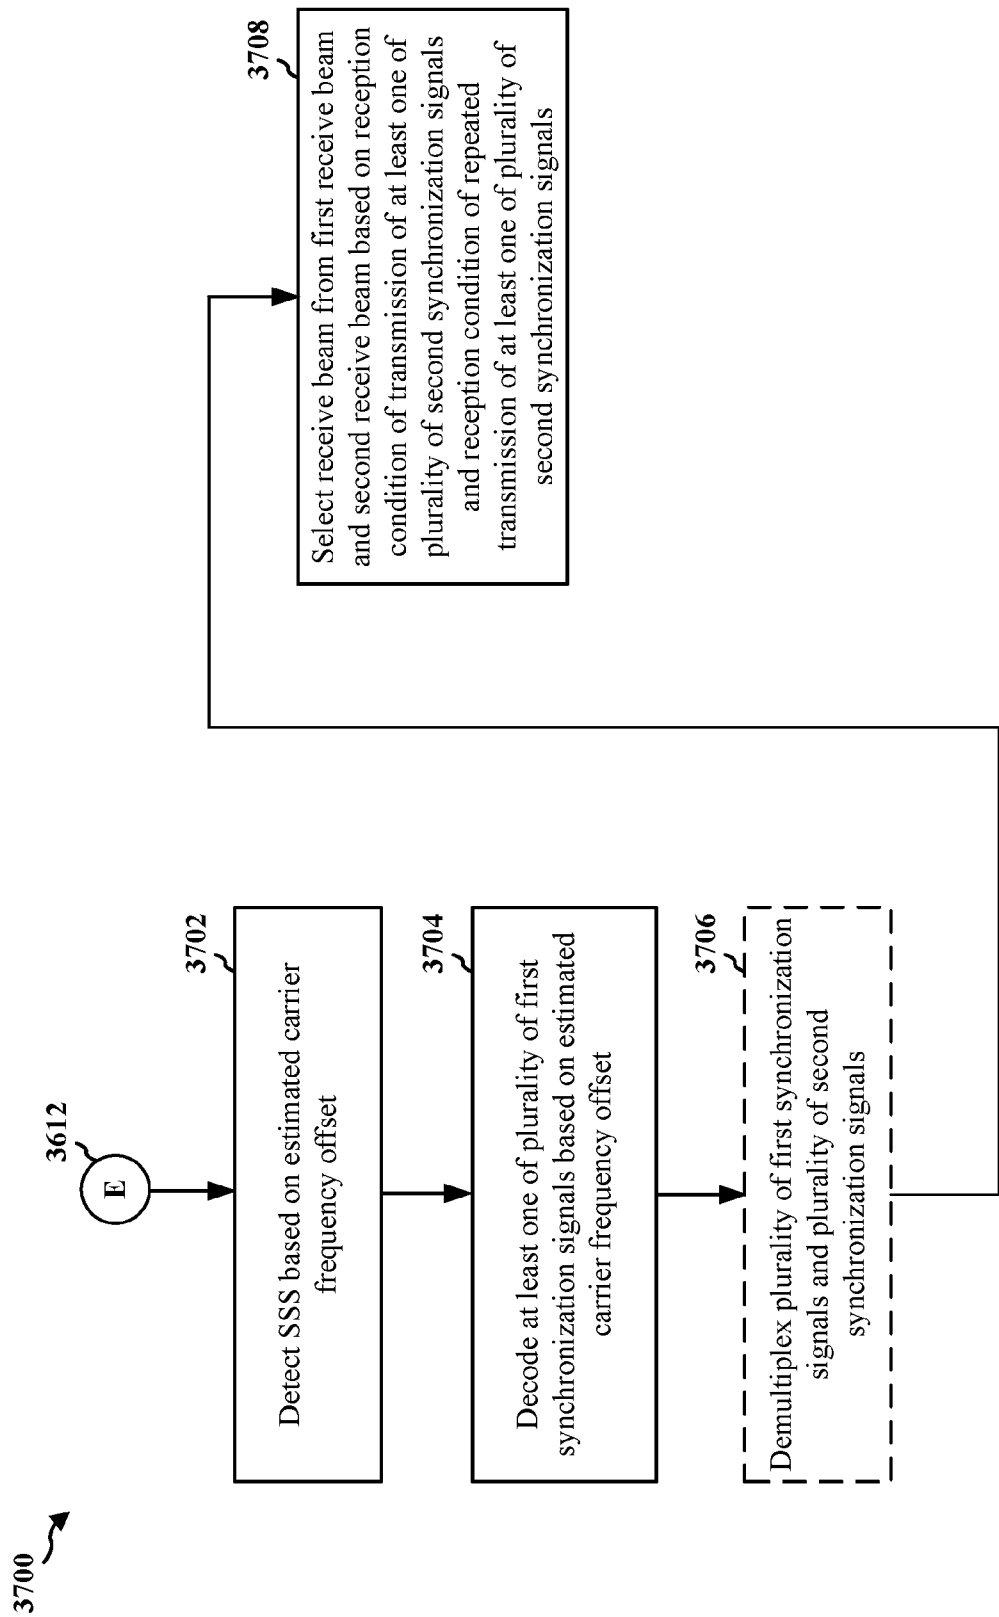 3700
3612
E
3702
Detect SSS based on estimated carrier
frequency offset
3704
Decode at least one of plurality of first
synchronization signals based on estimated
carrier frequency offset
3706
Demultiplex plurality of first synchronization
signals and plurality of second
synchronization signals
3708
Select receive beam from first receive beam
and second receive beam based on reception
condition of transmission of at least one of
plurality of second synchronization signals
and reception condition of repeated
transmission of at least one of plurality of
second synchronization signals